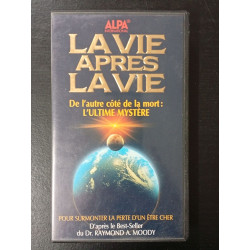 ALPA
LA VIE
APRES
LA VIE
De l'autre côté de la mort:
L'ULTIME MYSTÈRE
POUR SURMONTER LA PERTE D'UN ÊTRE CHER
D'après le Best-Seller
du Dr. RAYMOND A. MOODY